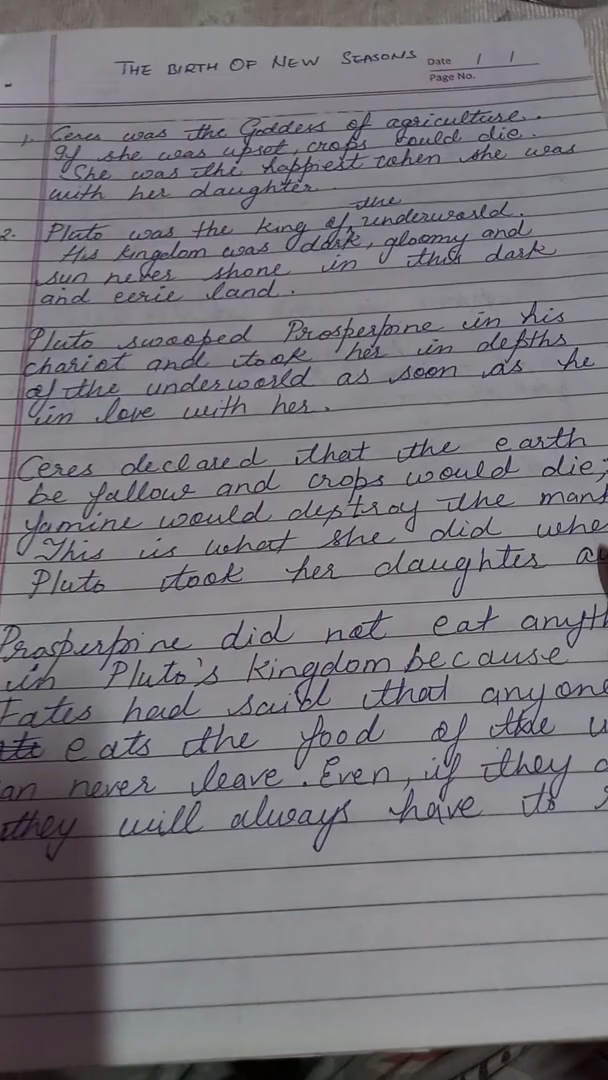 THE BIRTH OF NEW SEASONS
Date / /
Page No.
1. Ceres was the Goddess of agriculture.
If she was upset, crops would die.
She was the happiest when she was
with her daughter.
2. Pluto was the king of the underworld.
His kingdom was dark, gloomy and
sun never shone in this dark
and eerie land.
Pluto swooped Prosperpine in his
chariot and took her in depths
of the underworld as soon as he
in love with her.
Ceres declared that the earth
be fallow and crops would die;
famine would destroy the
This is what she did
Pluto took her daughter
Prosperpine did not eat
in Pluto's kingdom because
Fates had said that anyone
eats the food of the
never leave. Even, if they
they will always have to